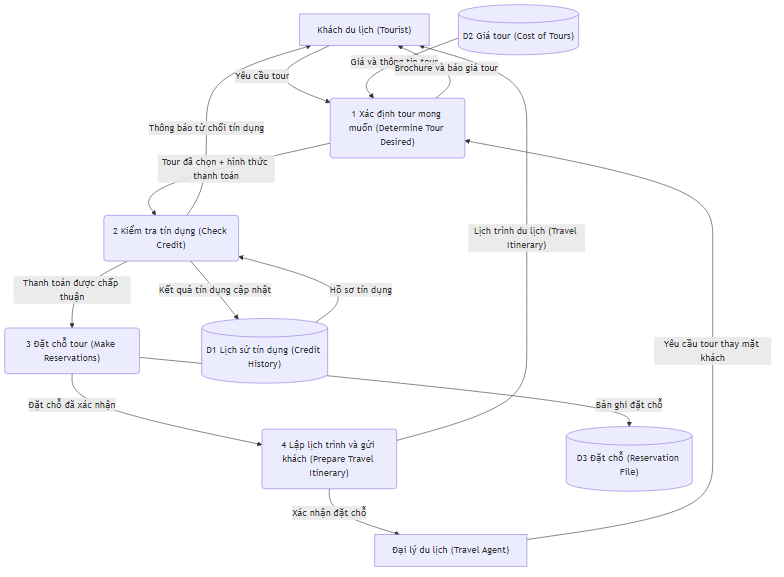 Khách du lịch (Tourist)
D2 Giá tour (Cost of Tours)
Giá và thông tin tour
Brochure và báo giá tour
Yêu cầu tour
1 Xác định tour mong
muốn (Determine Tour
Desired)
Thông báo từ chối tín dụng
Tour đã chọn + hình thức
thanh toán
2 Kiểm tra tín dụng (Check
Credit)
Lịch trình du lịch (Travel
Itinerary)
Thanh toán được chấp
thuận
Kết quả tín dụng cập nhật
Hồ sơ tín dụng
3 Đặt chỗ tour (Make
Reservations)
D1 Lịch sử tín dụng (Credit
History)
Yêu cầu tour thay mặt
khách
Đặt chỗ đã xác nhận
Bản ghi đặt chỗ
4 Lập lịch trình và gửi
khách (Prepare Travel
Itinerary)
D3 Đặt chỗ (Reservation
File)
Xác nhận đặt chỗ
Đại lý du lịch (Travel Agent)